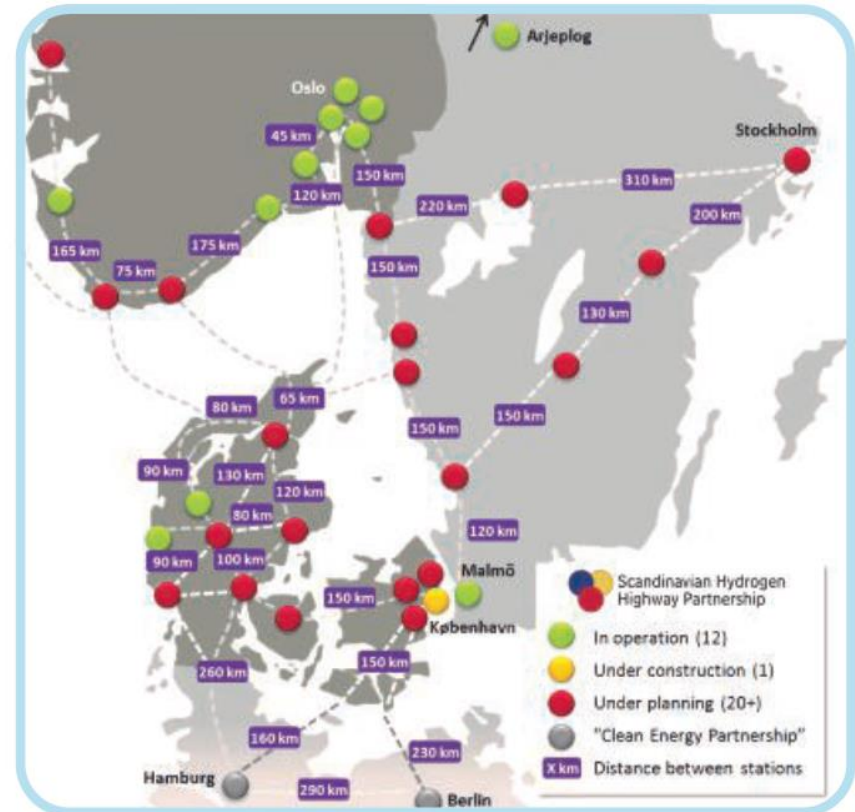 Arjeplog
Oslo
Stockholm
45 km
150 km
310 km
120 km
220 km
200 km
175 km
165 km
75 km
150 km
130 km
65 km
80 km
150 km
150 km
90 km
130 km
120 km
80 km
120 km
90 km
100 km
Malmö
150 km
København
150 km
260 km
160 km
230 km
Hamburg
290 km
Berlin
Scandinavian Hydrogen
Highway Partnership
In operation (12)
Under construction (1)
Under planning (20+)
"Clean Energy Partnership"
X km Distance between stations